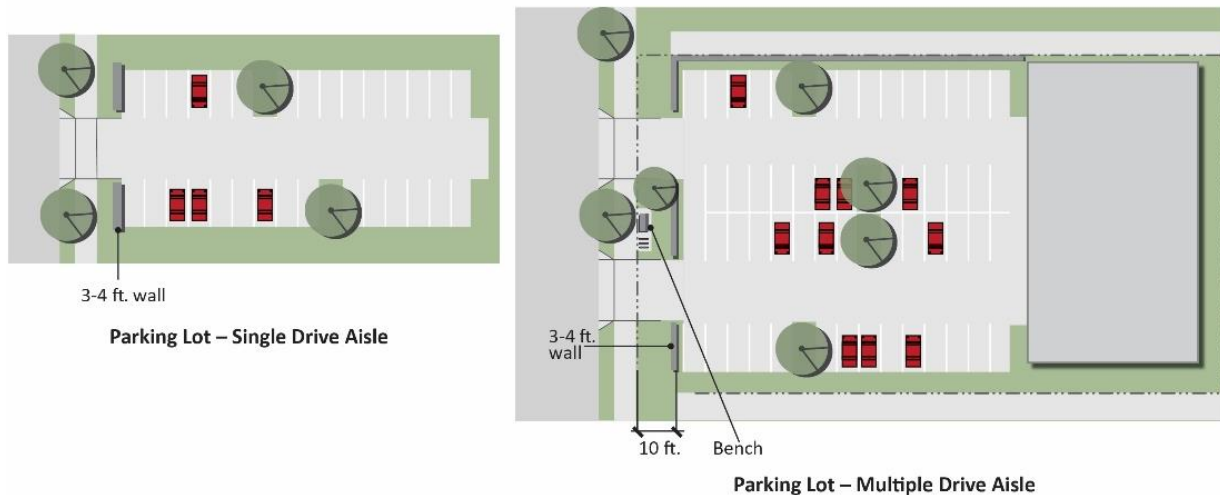 3-4 ft. wall
Parking Lot – Single Drive Aisle
3-4 ft.
wall
10 ft.
Bench
Parking Lot – Multiple Drive Aisle